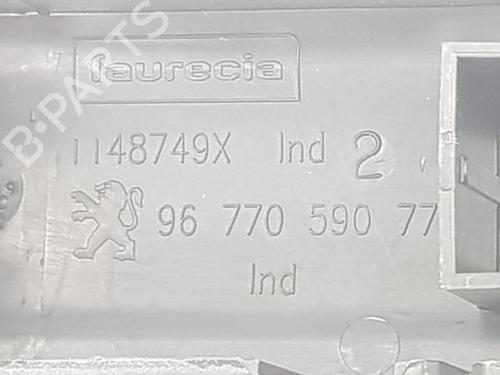 faurecia
1148749X Ind 2
96 770 590 77
Ind
B-PARTS